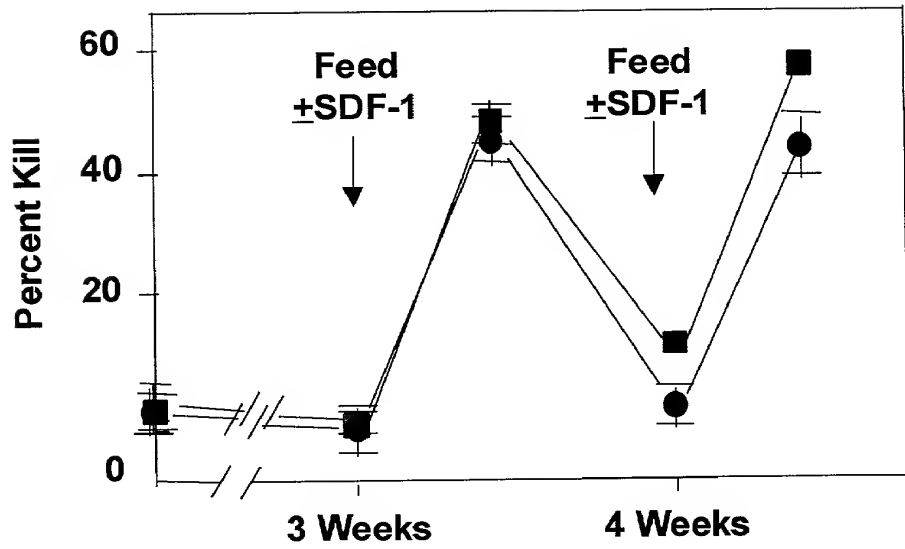 60
Feed
±SDF-1
Feed
±SDF-1
40
Percent Kill
20
0
3 Weeks
4 Weeks